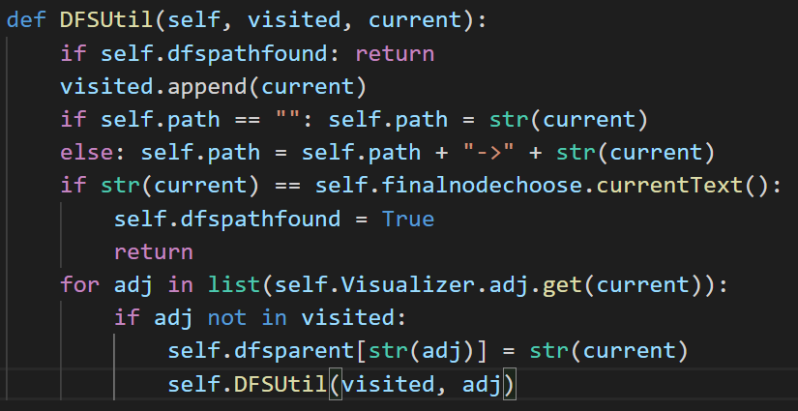 def DFSUtil(self, visited, current):
    if self.dfspathfound: return
    visited.append(current)
    if self.path == "": self.path = str(current)
    else: self.path = self.path + "->" + str(current)
    if str(current) == self.finalnodechoose.currentText():
        self.dfspathfound = True
        return
    for adj in list(self.Visualizer.adj.get(current)):
        if adj not in visited:
            self.dfsparent[str(adj)] = str(current)
            self.DFSUtil(visited, adj)